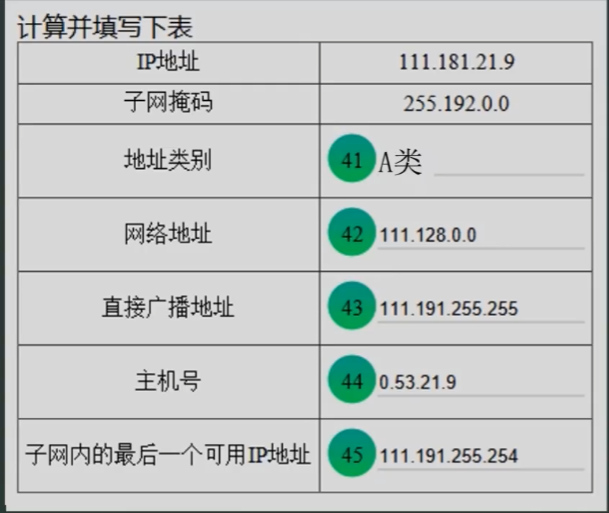 计算并填写下表
IP地址 111.181.21.9
子网掩码 255.192.0.0
地址类别 41 A类
网络地址 42 111.128.0.0
直接广播地址 43 111.191.255.255
主机号 44 0.53.21.9
子网内的最后一个可用IP地址 45 111.191.255.254